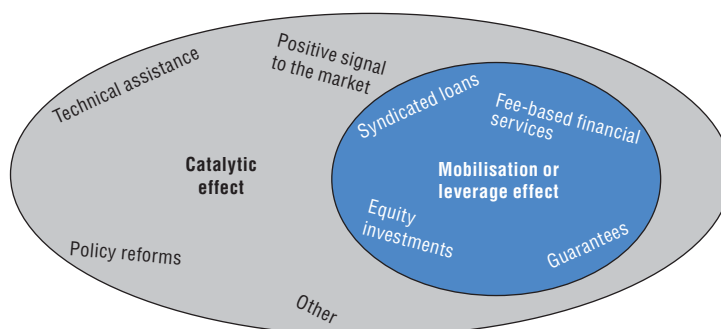 Technical assistance
Positive signal
to the market
Syndicated loans
Fee-based financial
services
Catalytic
effect
Mobilisation or
leverage effect
Equity
investments
Guarantees
Policy reforms
Other